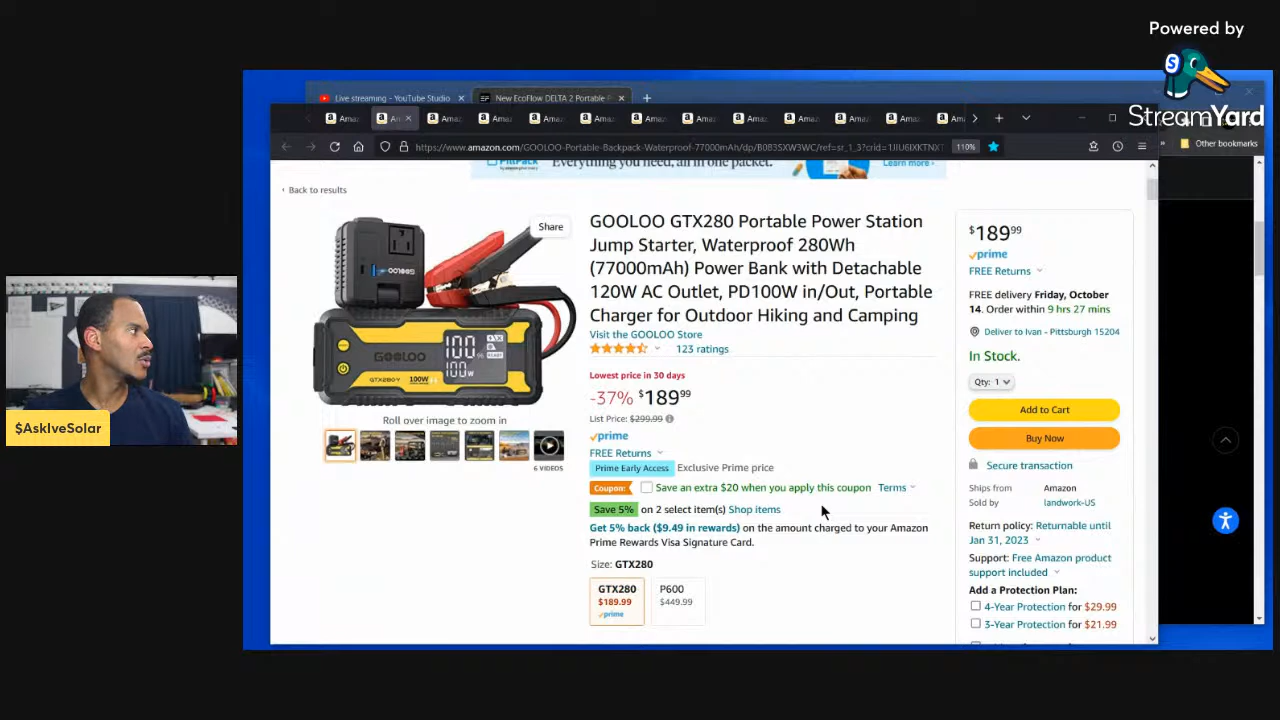 Powered by
StreamYard
Live streaming - YouTube Studio
New EcoFlow DELTA 2 Portable P
https://www.amazon.com/GOOLOO-Portable-Backpack-Waterproof-77000mAh/dp/B083SXW3WC/ref=sr_1_3?crid=1JIU6IXKTNXT
110%
Other bookmarks
Everything you need, all in one packet.
Learn more›
‹ Back to results
Share
GOOLOO GTX280 Portable Power Station
Jump Starter, Waterproof 280Wh
(77000mAh) Power Bank with Detachable
120W AC Outlet, PD100W in/Out, Portable
Charger for Outdoor Hiking and Camping
Visit the GOOLOO Store
123 ratings
Lowest price in 30 days
-37% $189.99
List Price: $299.99
prime
FREE Returns
Prime Early Access Exclusive Prime price
Coupon: Save an extra $20 when you apply this coupon Terms
Save 5% on 2 select item(s) Shop items
Get 5% back ($9.49 in rewards) on the amount charged to your Amazon
Prime Rewards Visa Signature Card.
Size: GTX280
GTX280
$189.99
prime
P600
$449.99
GOOLOO
GOOLOO
GTX280
100W
100%
100w
READY
Roll over image to zoom in
6 VIDEOS
$189.99
prime
FREE Returns
FREE delivery Friday, October
14. Order within 9 hrs 27 mins
Deliver to Ivan - Pittsburgh 15204
In Stock.
Qty: 1
Add to Cart
Buy Now
Secure transaction
Ships from Amazon
Sold by landwork-US
Return policy: Returnable until
Jan 31, 2023
Support: Free Amazon product
support included
Add a Protection Plan:
4-Year Protection for $29.99
3-Year Protection for $21.99
$AskIveSolar